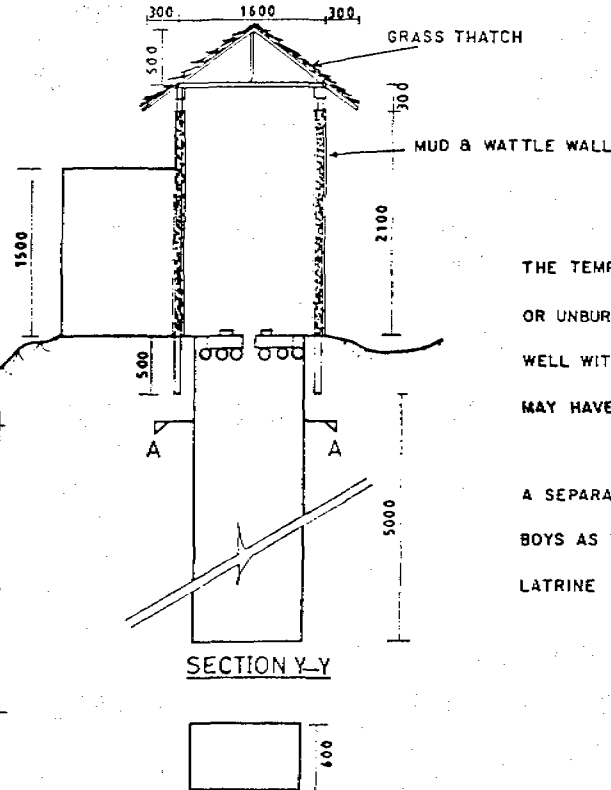 300 1600 300
500
GRASS THATCH
300
MUD & WATTLE WALL
1500
2100
THE TEMP
OR UNBUR
500
WELL WIT
MAY HAVE
A A
5000
A SEPARA
BOYS AS
LATRINE
SECTION Y-Y
600